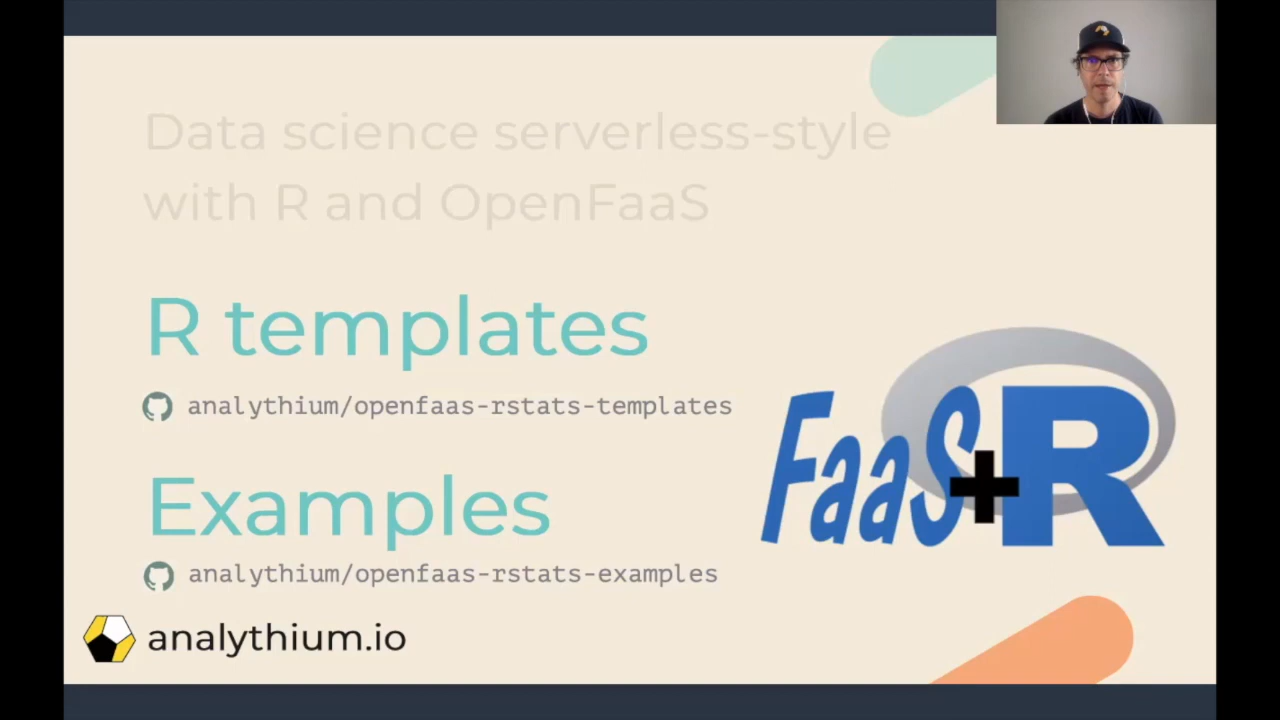 Data science serverless-style
with R and OpenFaaS
R templates
analythium/openfaas-rstats-templates
FaaS+R
Examples
analythium/openfaas-rstats-examples
analythium.io